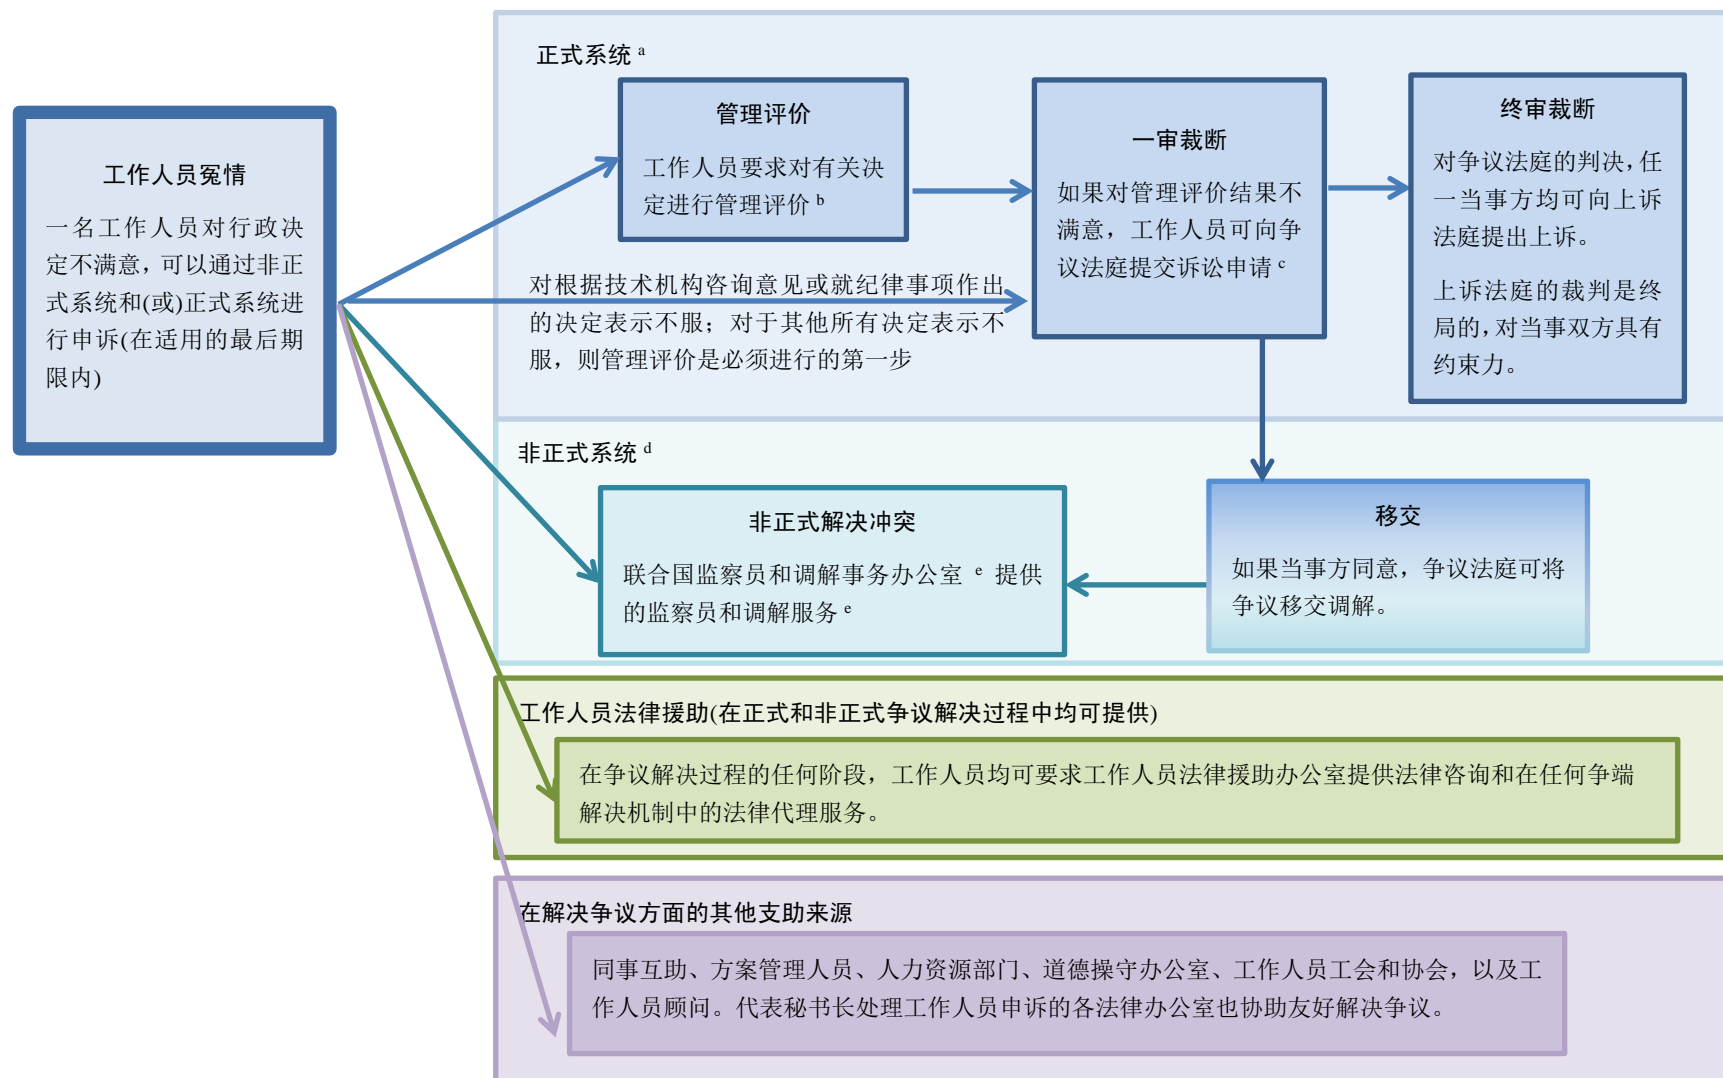 工作人员冤情
一名工作人员对行政决
定不满意，可以通过非正
式系统和(或)正式系统进
行申诉(在适用的最后期
限内)
正式系统 a
管理评价
工作人员要求对有关决
定进行管理评价 b
一审裁断
如果对管理评价结果不
满意，工作人员可向争
议法庭提交诉讼申请 c
终审裁断
对争议法庭的判决，任
一当事方均可向上诉
法庭提出上诉。
上诉法庭的裁判是终
局的，对当事双方具有
约束力。
对根据技术机构咨询意见或就纪律事项作出
的决定表示不服；对于其他所有决定表示不
服，则管理评价是必须进行的第一步
非正式系统 d
非正式解决冲突
联合国监察员和调解事务办公室 e 提供
的监察员和调解服务 e
移交
如果当事方同意，争议法庭可将
争议移交调解。
工作人员法律援助(在正式和非正式争议解决过程中均可提供)
在争议解决过程的任何阶段，工作人员均可要求工作人员法律援助办公室提供法律咨询和在任何争端
解决机制中的法律代理服务。
在解决争议方面的其他支助来源
同事互助、方案管理人员、人力资源部门、道德操守办公室、工作人员工会和协会，以及工
作人员顾问。代表秘书长处理工作人员申诉的各法律办公室也协助友好解决争议。